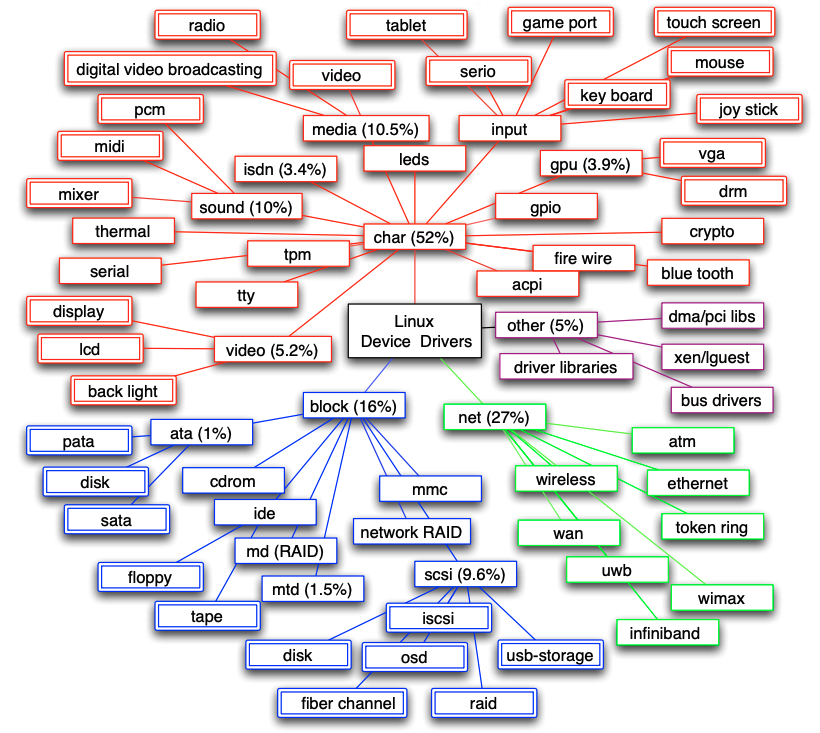 radio
tablet
game port
touch screen
digital video broadcasting
video
serio
mouse
key board
pcm
joy stick
media (10.5%)
input
midi
leds
vga
isdn (3.4%)
gpu (3.9%)
mixer
drm
sound (10%)
gpio
thermal
char (52%)
crypto
tpm
fire wire
serial
blue tooth
tty
acpi
display
Linux
Device Drivers
other (5%)
dma/pci libs
lcd
video (5.2%)
xen/lguest
driver libraries
back light
bus drivers
block (16%)
net (27%)
pata
ata (1%)
atm
disk
cdrom
mmc
wireless
ethernet
sata
ide
network RAID
wan
token ring
md (RAID)
floppy
scsi (9.6%)
uwb
mtd (1.5%)
wimax
tape
iscsi
infiniband
disk
osd
usb-storage
fiber channel
raid